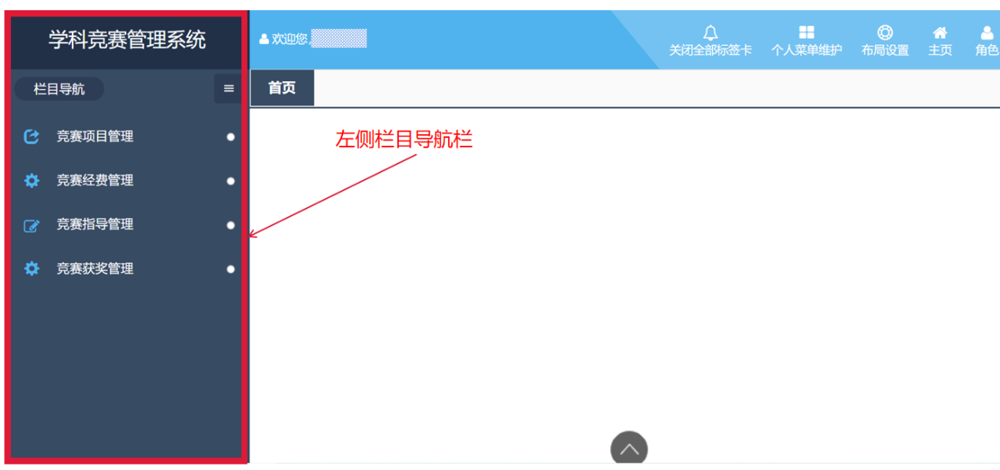 学科竞赛管理系统
欢迎您,
关闭全部标签卡
个人菜单维护
布局设置
主页
角色
栏目导航
首页
竞赛项目管理
竞赛经费管理
竞赛指导管理
竞赛获奖管理
左侧栏目导航栏